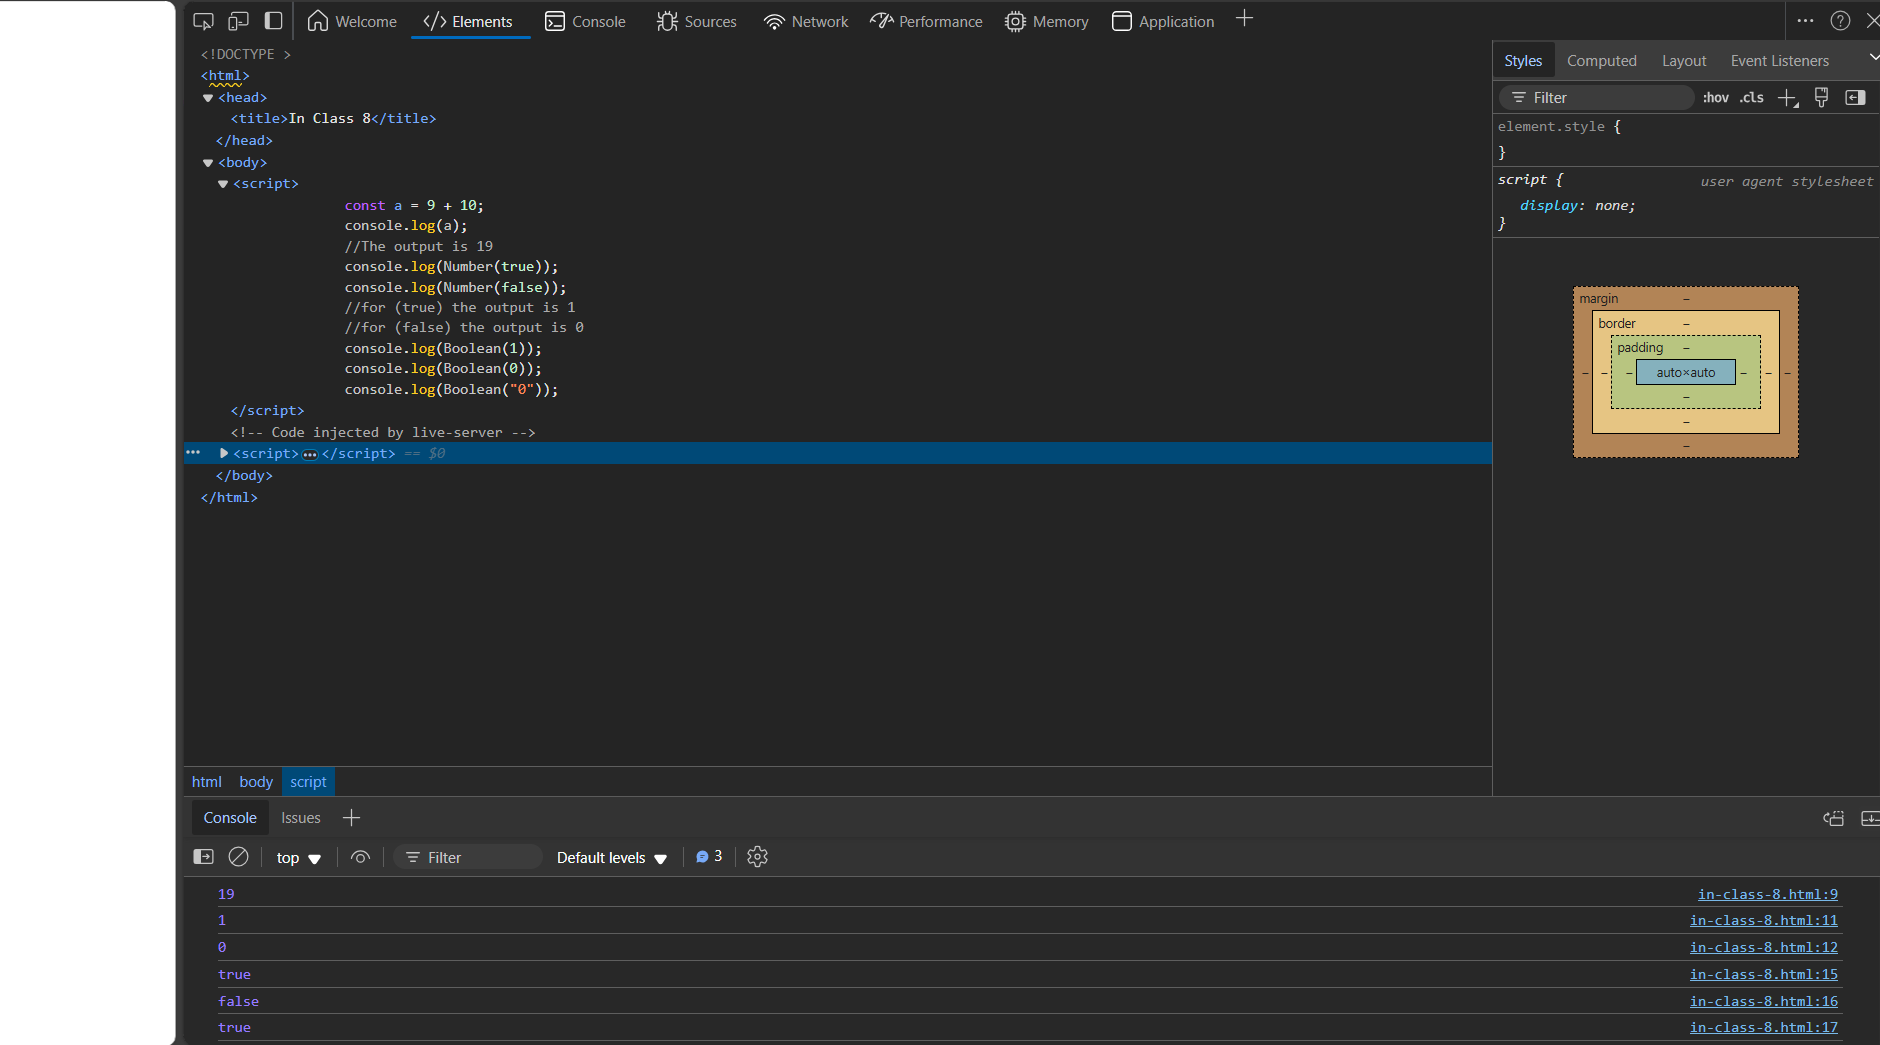 Welcome Elements Console Sources Network Performance Memory Application
<!DOCTYPE >
<html>
<head>
<title>In Class 8</title>
</head>
<body>
<script>
const a = 9 + 10;
console.log(a);
//The output is 19
console.log(Number(true));
console.log(Number(false));
//for (true) the output is 1
//for (false) the output is 0
console.log(Boolean(1));
console.log(Boolean(0));
console.log(Boolean("0"));
</script>
<!-- Code injected by live-server -->
<script>…</script> == $0
</body>
</html>
html body script
Styles Computed Layout Event Listeners
Filter :hov .cls
element.style {
}
script { user agent stylesheet
display: none;
}
margin –
border –
padding –
– – – auto×auto – – –
–
–
–
Console Issues
top Filter Default levels 3
19 in-class-8.html:9
1 in-class-8.html:11
0 in-class-8.html:12
true in-class-8.html:15
false in-class-8.html:16
true in-class-8.html:17